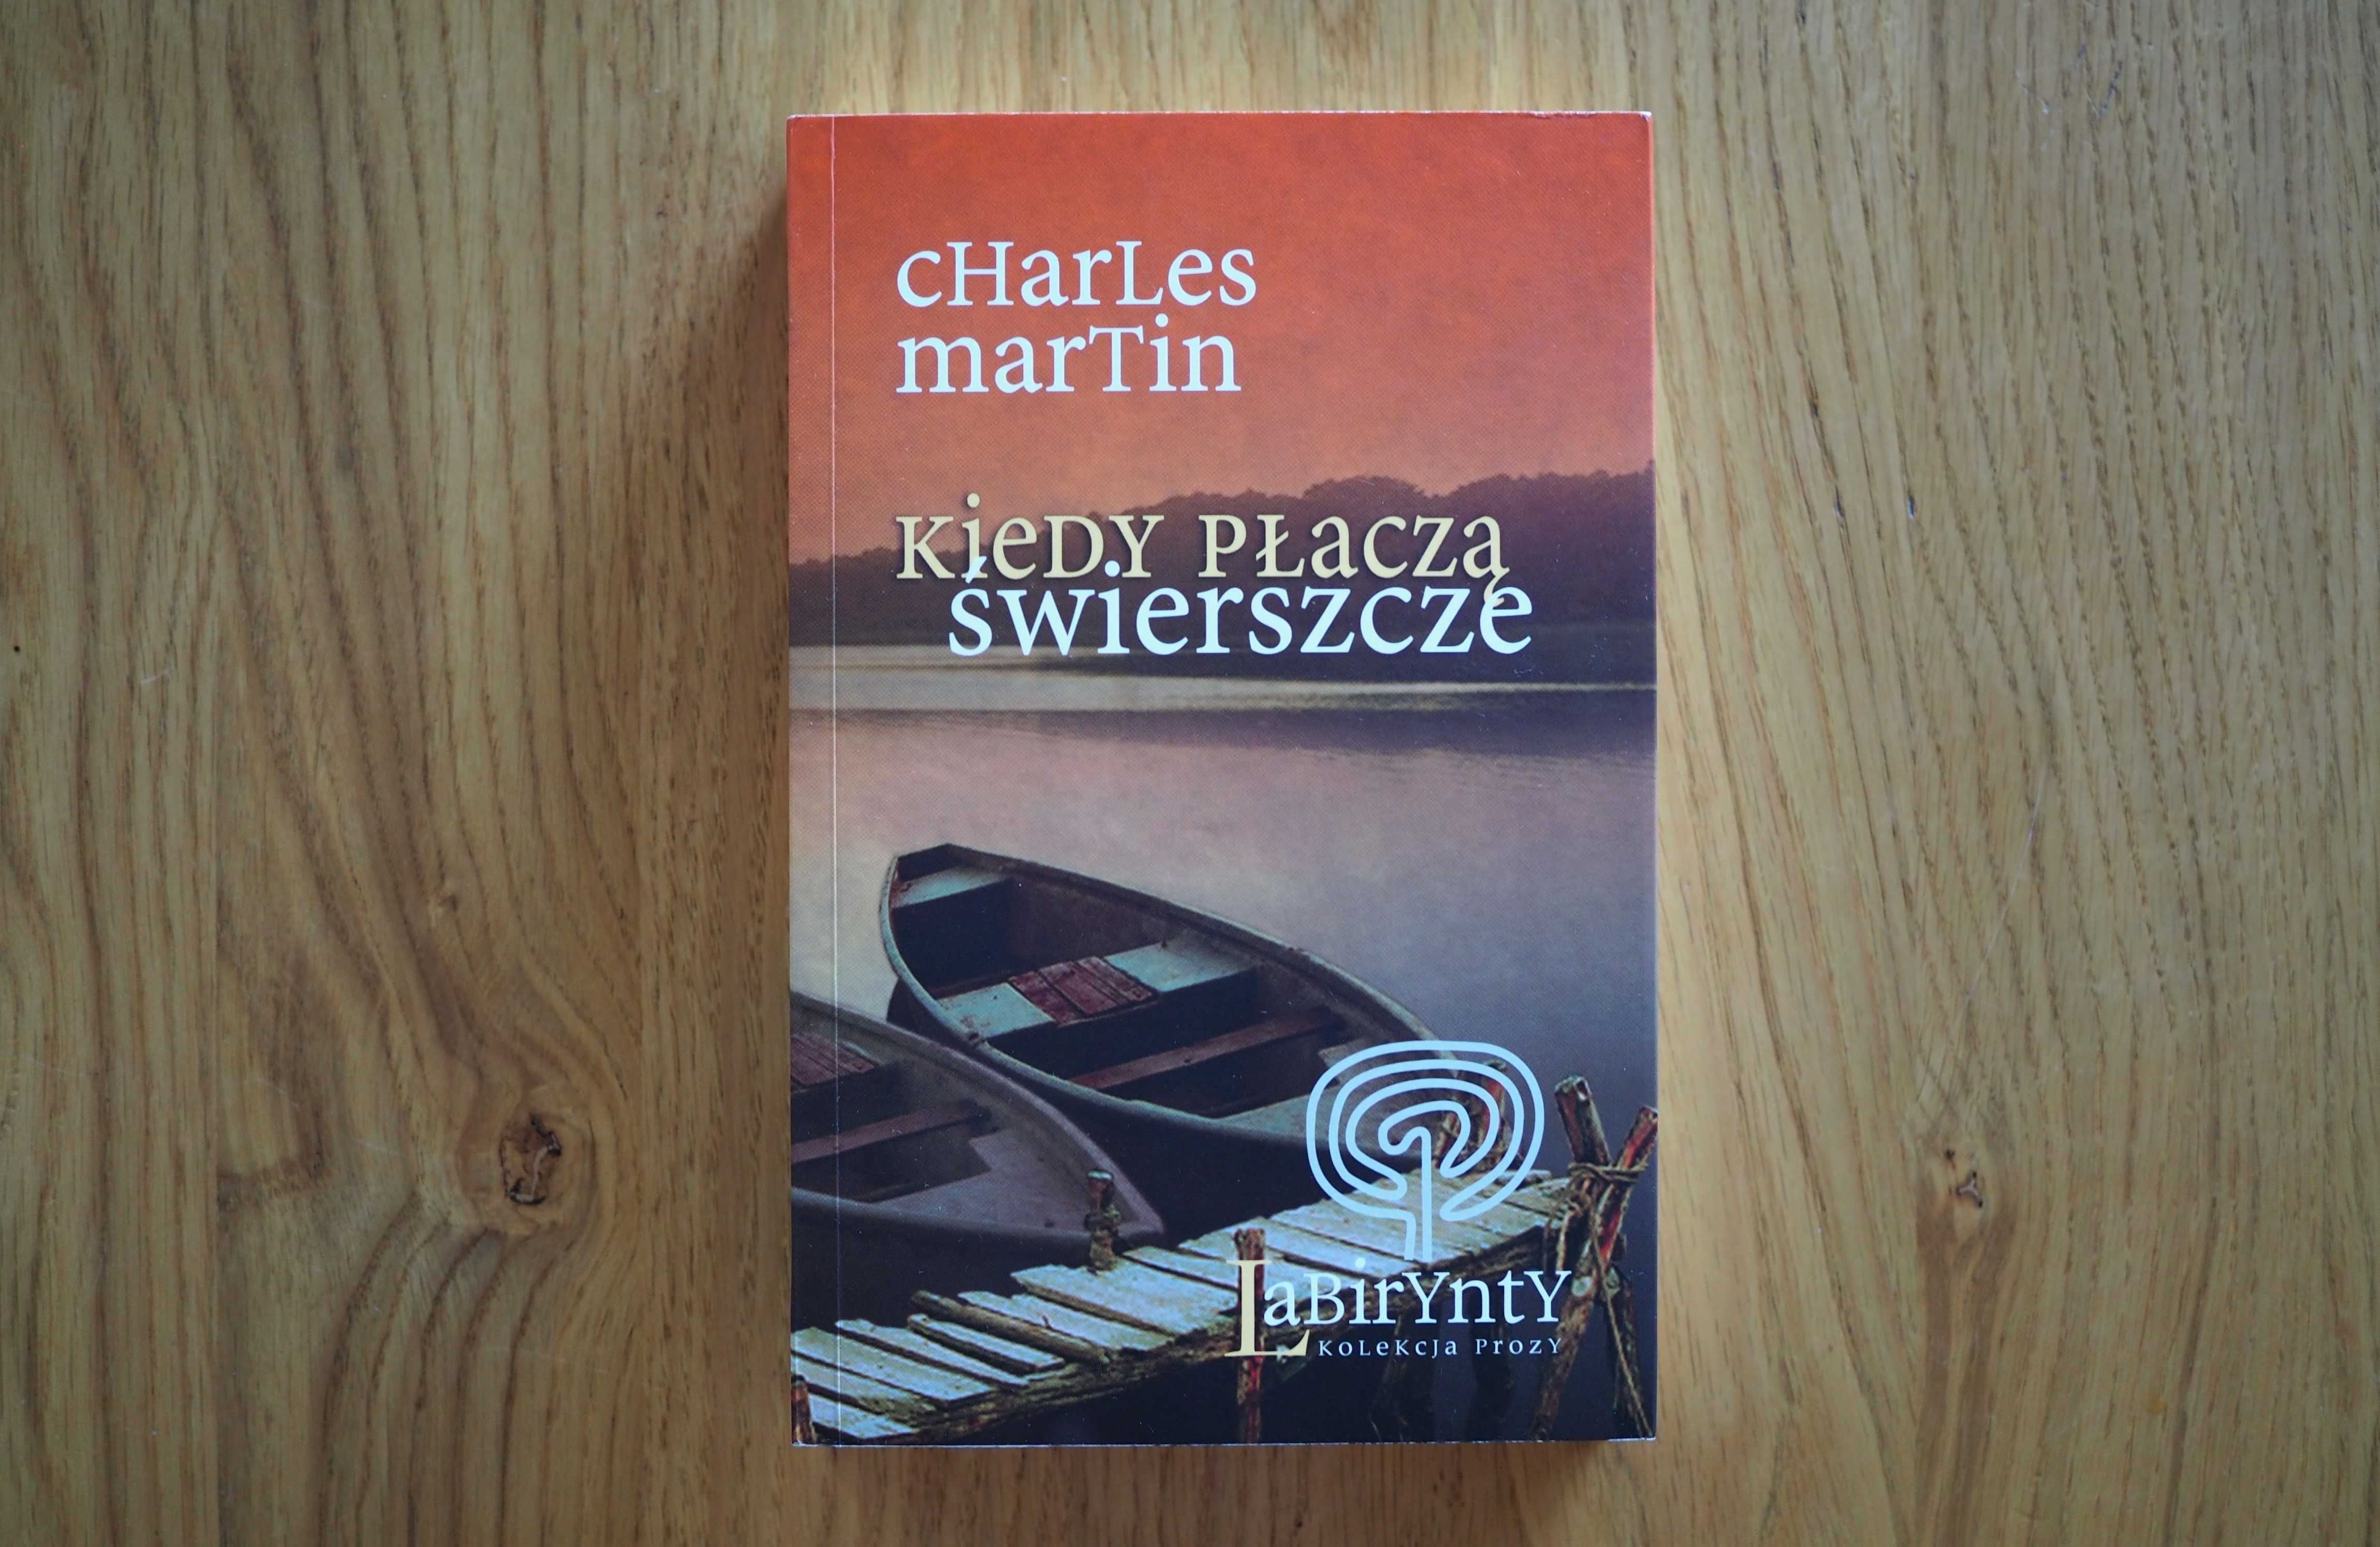 cHarLes
marTin
KieDY PŁaczą
świerszcze
LaBirYntY
KoLeKcJa ProzY